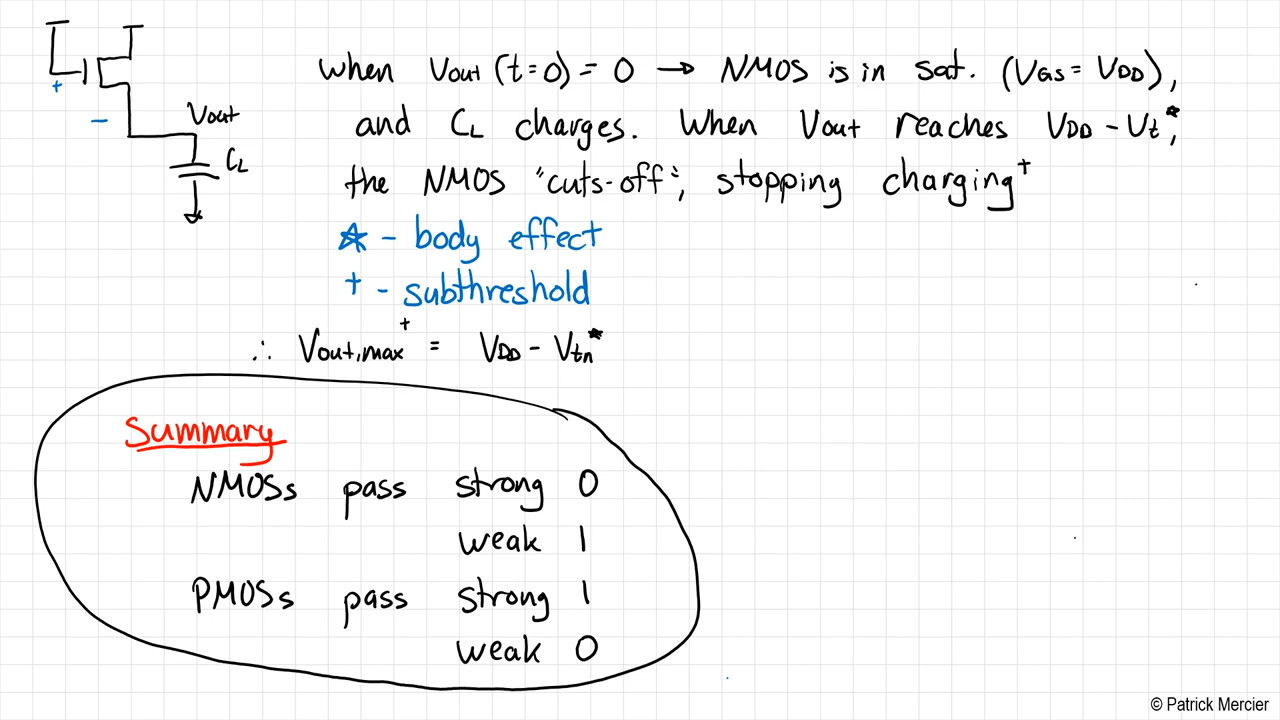 +
−
Vout
CL
When Vout (t=0) = 0 → NMOS is in sat. (VGS = VDD),
and CL charges. When Vout reaches VDD - Vt*,
the NMOS "cuts-off", stopping charging+
* - body effect
+ - subthreshold
∴ Vout,max+ = VDD - Vtn*
Summary
NMOSs pass strong 0
weak 1
PMOSs pass strong 1
weak 0
© Patrick Mercier